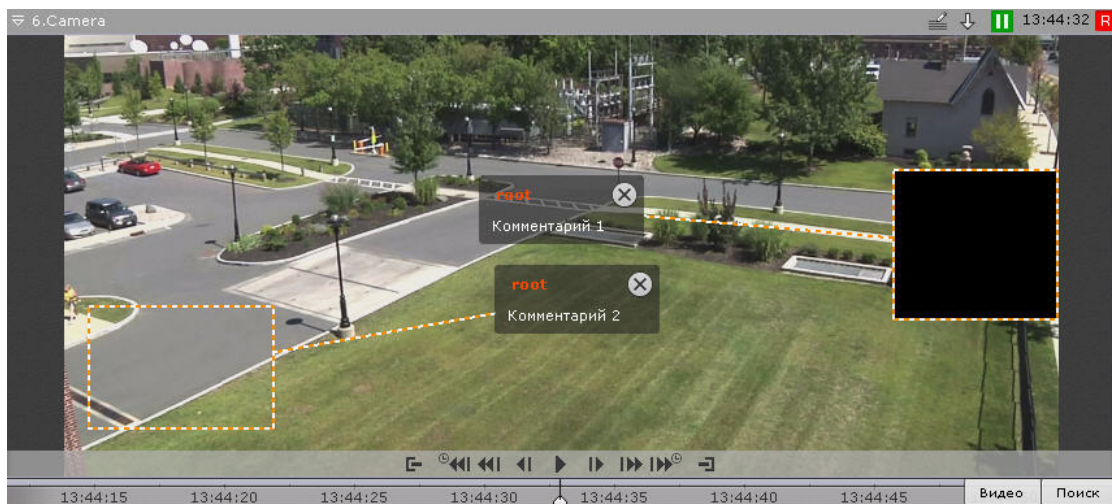 6.Camera
13:44:32
R
root
Комментарий 1
root
Комментарий 2
13:44:15
13:44:20
13:44:25
13:44:30
13:44:35
13:44:40
13:44:45
Видео
Поиск